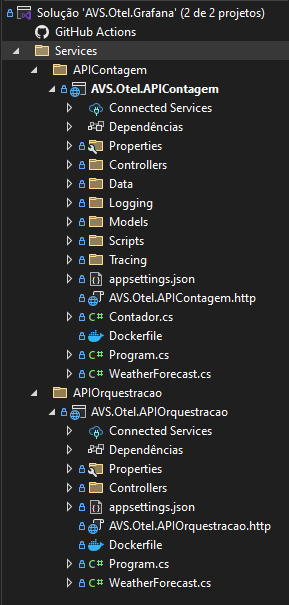 Solução 'AVS.Otel.Grafana' (2 de 2 projetos)
GitHub Actions
Services
APIContagem
AVS.Otel.APIContagem
Connected Services
Dependências
Properties
Controllers
Data
Logging
Models
Scripts
Tracing
appsettings.json
AVS.Otel.APIContagem.http
C# Contador.cs
Dockerfile
C# Program.cs
C# WeatherForecast.cs
APIOrquestracao
AVS.Otel.APIOrquestracao
Connected Services
Dependências
Properties
Controllers
appsettings.json
AVS.Otel.APIOrquestracao.http
Dockerfile
C# Program.cs
C# WeatherForecast.cs